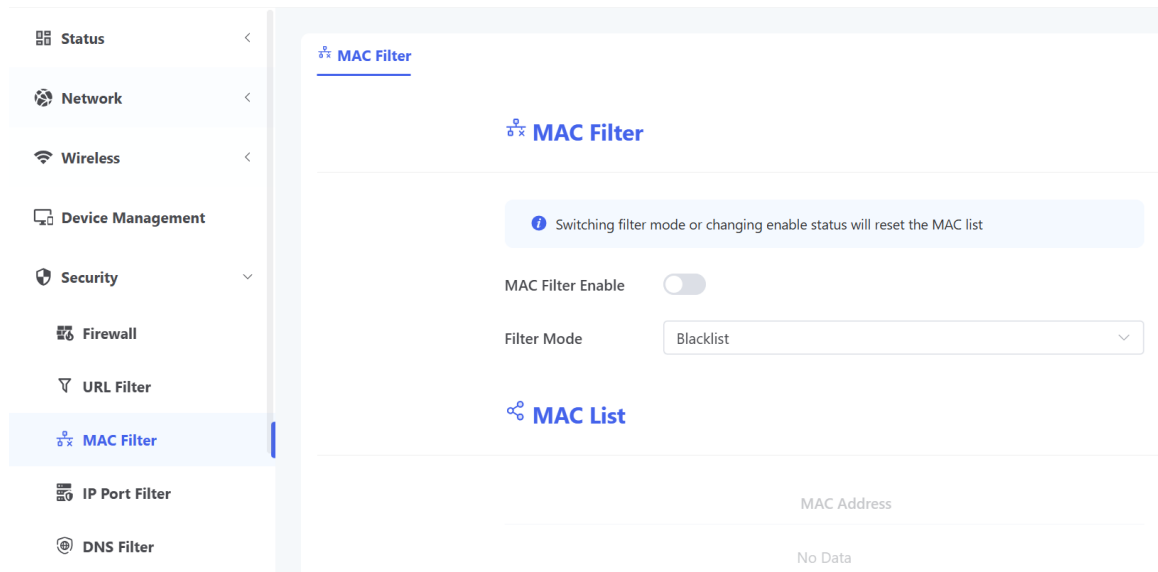 Status
Network
Wireless
Device Management
Security
Firewall
URL Filter
MAC Filter
IP Port Filter
DNS Filter
MAC Filter
MAC Filter
Switching filter mode or changing enable status will reset the MAC list
MAC Filter Enable
Filter Mode
Blacklist
MAC List
MAC Address
No Data